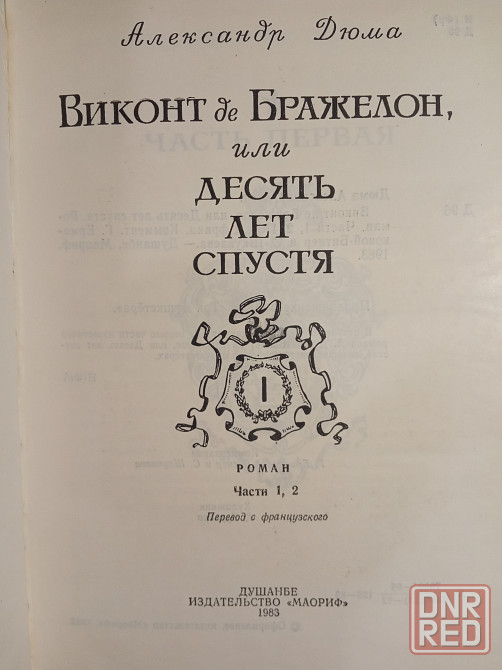 Александр Дюма
Виконт де Бражелон,
или
ДЕСЯТЬ
ЛЕТ
СПУСТЯ
I
РОМАН
Части 1, 2
Перевод с французского
ДУШАНБЕ
ИЗДАТЕЛЬСТВО «МАОРИФ»
1983
DNR
RED